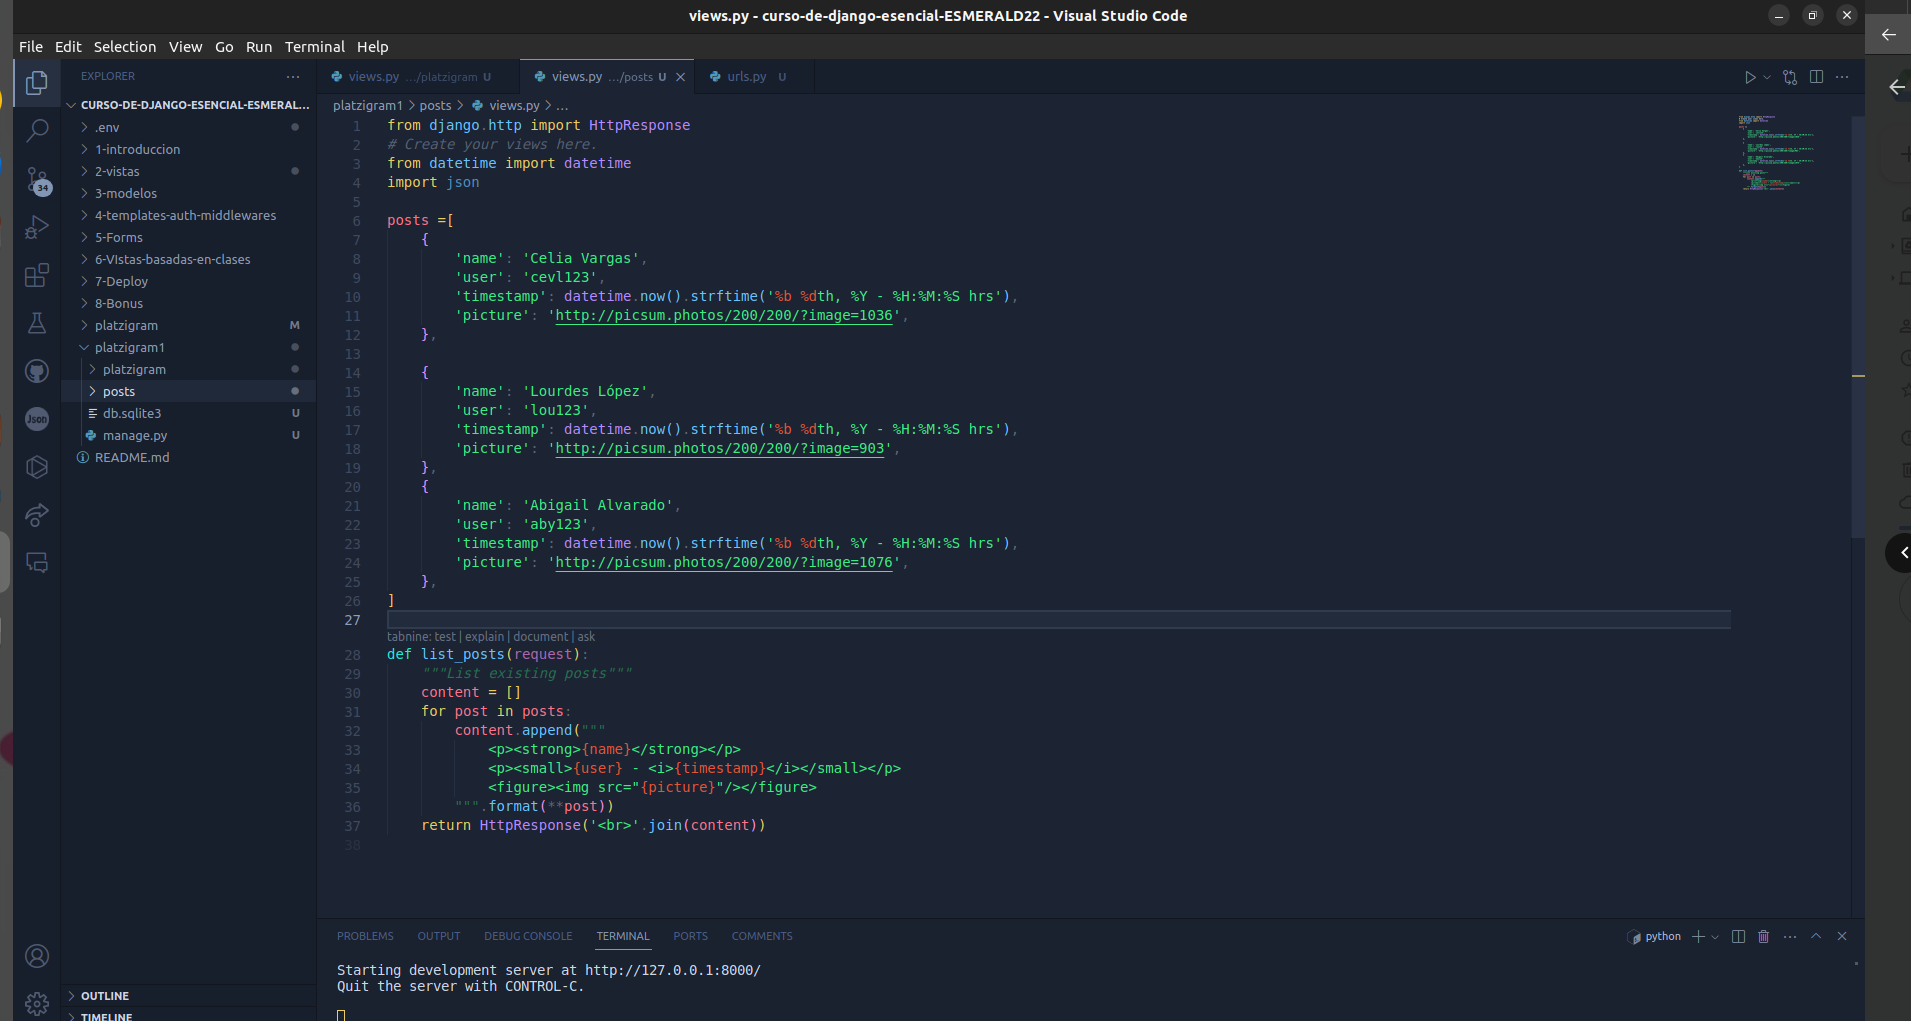 views.py - curso-de-django-esencial-ESMERALD22 - Visual Studio Code
File Edit Selection View Go Run Terminal Help
EXPLORER
CURSO-DE-DJANGO-ESENCIAL-ESMERAL...
.env
1-introduccion
2-vistas
3-modelos
4-templates-auth-middlewares
5-Forms
6-VIstas-basadas-en-clases
7-Deploy
8-Bonus
platzigram M
platzigram1
platzigram
posts
db.sqlite3 U
manage.py U
README.md
OUTLINE
TIMELINE
34
Json
views.py .../platzigram U
views.py .../posts U
urls.py U
platzigram1 > posts > views.py > ...
1 from django.http import HttpResponse
2 # Create your views here.
3 from datetime import datetime
4 import json
5
6 posts =[
7 {
8 'name': 'Celia Vargas',
9 'user': 'cevl123',
10 'timestamp': datetime.now().strftime('%b %dth, %Y - %H:%M:%S hrs'),
11 'picture': 'http://picsum.photos/200/200/?image=1036',
12 },
13
14 {
15 'name': 'Lourdes López',
16 'user': 'lou123',
17 'timestamp': datetime.now().strftime('%b %dth, %Y - %H:%M:%S hrs'),
18 'picture': 'http://picsum.photos/200/200/?image=903',
19 },
20 {
21 'name': 'Abigail Alvarado',
22 'user': 'aby123',
23 'timestamp': datetime.now().strftime('%b %dth, %Y - %H:%M:%S hrs'),
24 'picture': 'http://picsum.photos/200/200/?image=1076',
25 },
26 ]
27
tabnine: test | explain | document | ask
28 def list_posts(request):
29 """List existing posts"""
30 content = []
31 for post in posts:
32 content.append("""
33 <p><strong>{name}</strong></p>
34 <p><small>{user} - <i>{timestamp}</i></small></p>
35 <figure><img src="{picture}"/></figure>
36 """.format(**post))
37 return HttpResponse('<br>'.join(content))
38
PROBLEMS OUTPUT DEBUG CONSOLE TERMINAL PORTS COMMENTS
python
Starting development server at http://127.0.0.1:8000/
Quit the server with CONTROL-C.